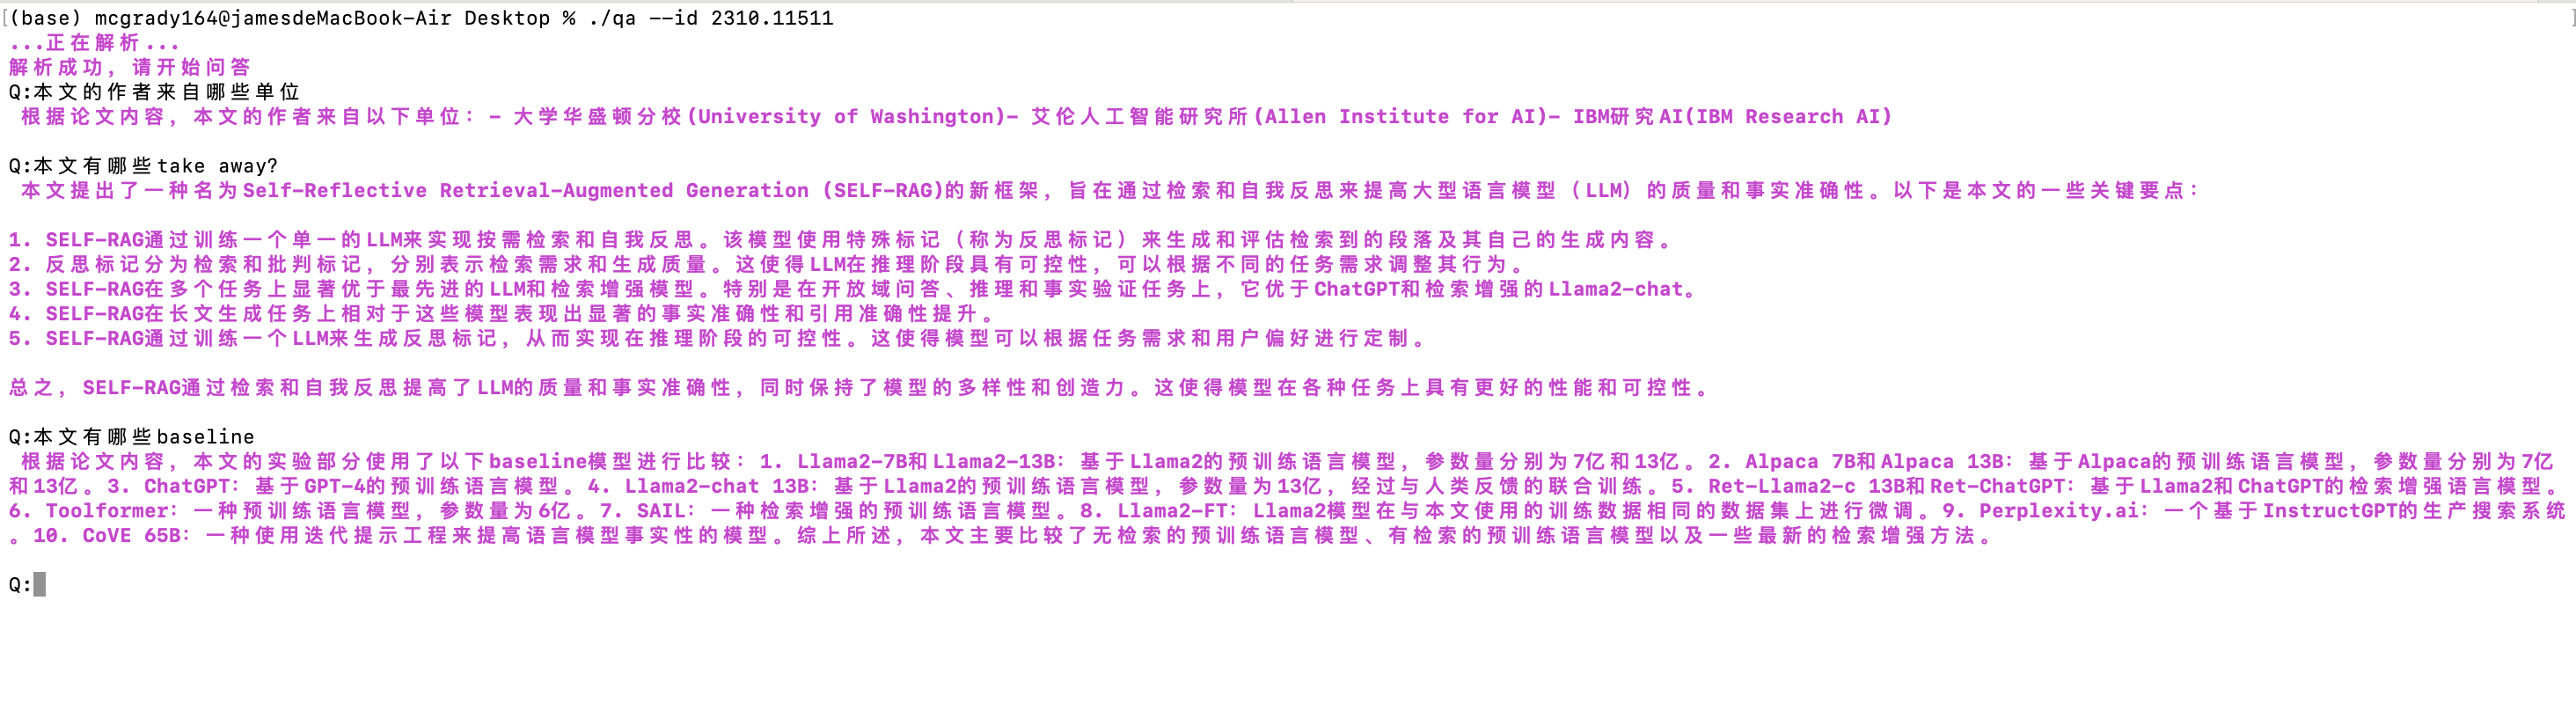 (base) mcgrady164@jamesdeMacBook-Air Desktop % ./qa --id 2310.11511
...正在解析...
解析成功，请开始问答
Q:本文的作者来自哪些单位
根据论文内容，本文的作者来自以下单位：- 大学华盛顿分校(University of Washington)- 艾伦人工智能研究所(Allen Institute for AI)- IBM研究AI(IBM Research AI)
Q:本文有哪些take away?
本文提出了一种名为Self-Reflective Retrieval-Augmented Generation (SELF-RAG)的新框架，旨在通过检索和自我反思来提高大型语言模型（LLM）的质量和事实准确性。以下是本文的一些关键要点：
1. SELF-RAG通过训练一个单一的LLM来实现按需检索和自我反思。该模型使用特殊标记（称为反思标记）来生成和评估检索到的段落及其自己的生成内容。
2. 反思标记分为检索和批判标记，分别表示检索需求和生成质量。这使得LLM在推理阶段具有可控性，可以根据不同的任务需求调整其行为。
3. SELF-RAG在多个任务上显著优于最先进的LLM和检索增强模型。特别是在开放域问答、推理和事实验证任务上，它优于ChatGPT和检索增强的Llama2-chat。
4. SELF-RAG在长文生成任务上相对于这些模型表现出显著的事实准确性和引用准确性提升。
5. SELF-RAG通过训练一个LLM来生成反思标记，从而实现在推理阶段的可控性。这使得模型可以根据任务需求和用户偏好进行定制。
总之，SELF-RAG通过检索和自我反思提高了LLM的质量和事实准确性，同时保持了模型的多样性和创造力。这使得模型在各种任务上具有更好的性能和可控性。
Q:本文有哪些baseline
根据论文内容，本文的实验部分使用了以下baseline模型进行比较：1. Llama2-7B和Llama2-13B：基于Llama2的预训练语言模型，参数量分别为7亿和13亿。2. Alpaca 7B和Alpaca 13B：基于Alpaca的预训练语言模型，参数量分别为7亿
和13亿。3. ChatGPT：基于GPT-4的预训练语言模型。4. Llama2-chat 13B：基于Llama2的预训练语言模型，参数量为13亿，经过与人类反馈的联合训练。5. Ret-Llama2-c 13B和Ret-ChatGPT：基于Llama2和ChatGPT的检索增强语言模型。
6. Toolformer：一种预训练语言模型，参数量为6亿。7. SAIL：一种检索增强的预训练语言模型。8. Llama2-FT：Llama2模型在与本文使用的训练数据相同的数据集上进行微调。9. Perplexity.ai：一个基于InstructGPT的生产搜索系统
。10. CoVE 65B：一种使用迭代提示工程来提高语言模型事实性的模型。综上所述，本文主要比较了无检索的预训练语言模型、有检索的预训练语言模型以及一些最新的检索增强方法。
Q: